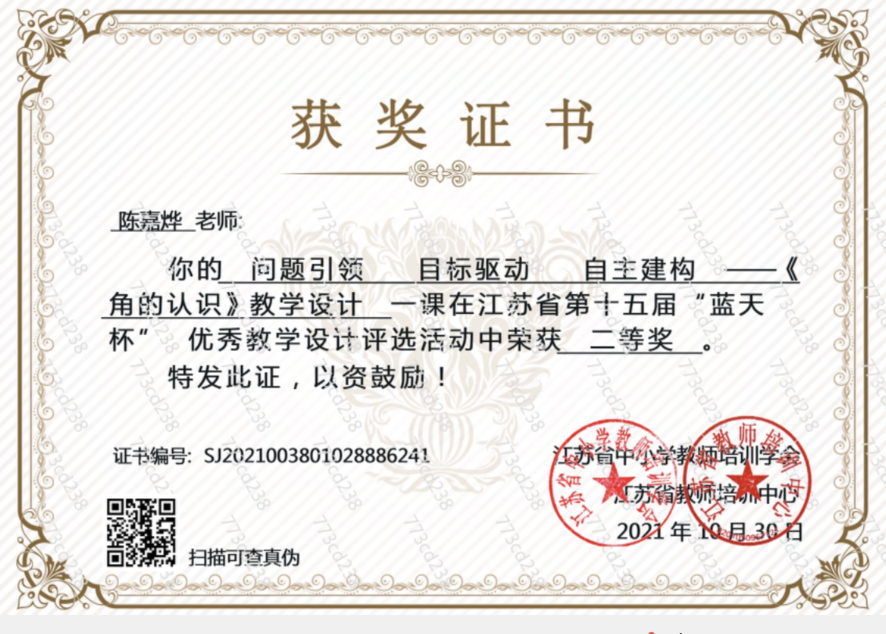 获奖证书
陈嘉烨 老师:
你的 问题引领 目标驱动 自主建构 ——《
角的认识》教学设计 一课在江苏省第十五届“蓝天
杯” 优秀教学设计评选活动中荣获 二等奖 。
特发此证，以资鼓励！
证书编号: SJ2021003801028886241
江苏省中小学教师培训学会
江苏省教师培训中心
2021 年 10 月 30 日
扫描可查真伪
773cd238